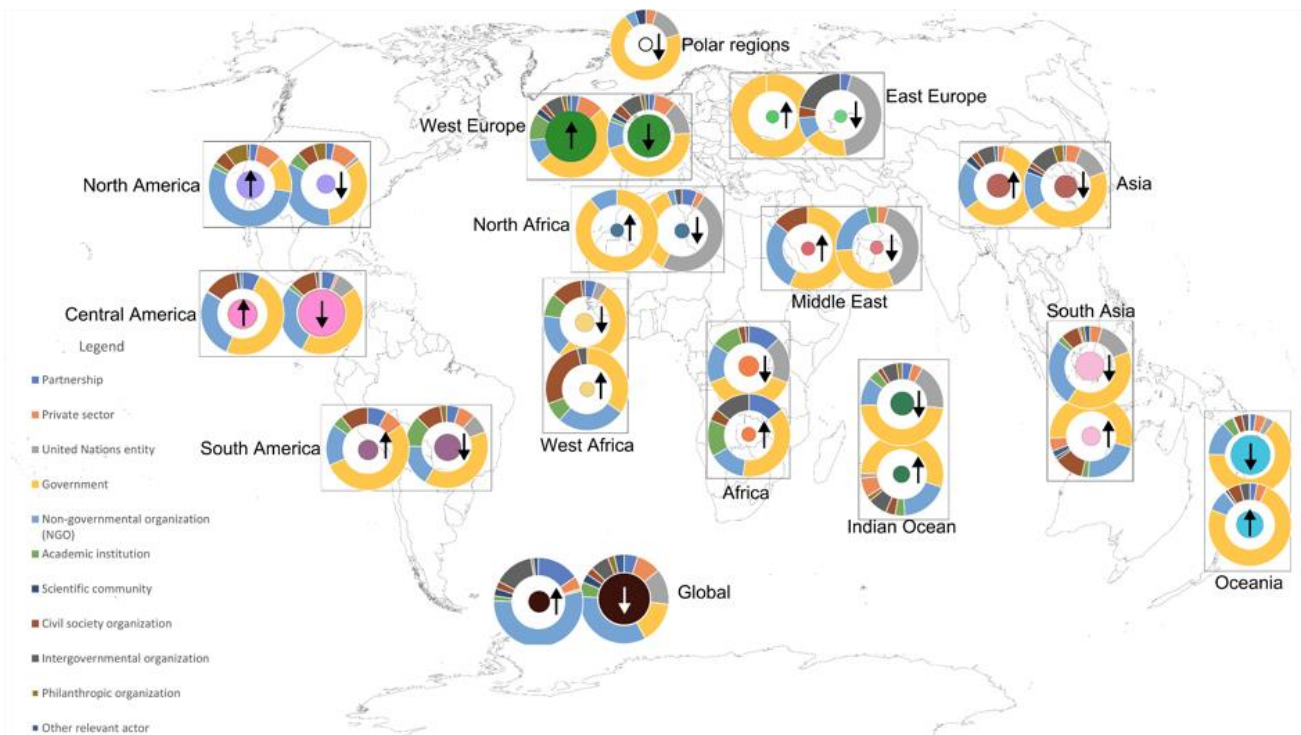 Polar regions
East Europe
West Europe
North America
Asia
North Africa
Middle East
Central America
South Asia
Legend
Partnership
Private sector
United Nations entity
South America
West Africa
Africa
Indian Ocean
Oceania
Government
Non-governmental organization
(NGO)
Academic institution
Scientific community
Global
Civil society organization
Intergovernmental organization
Philanthropic organization
Other relevant actor